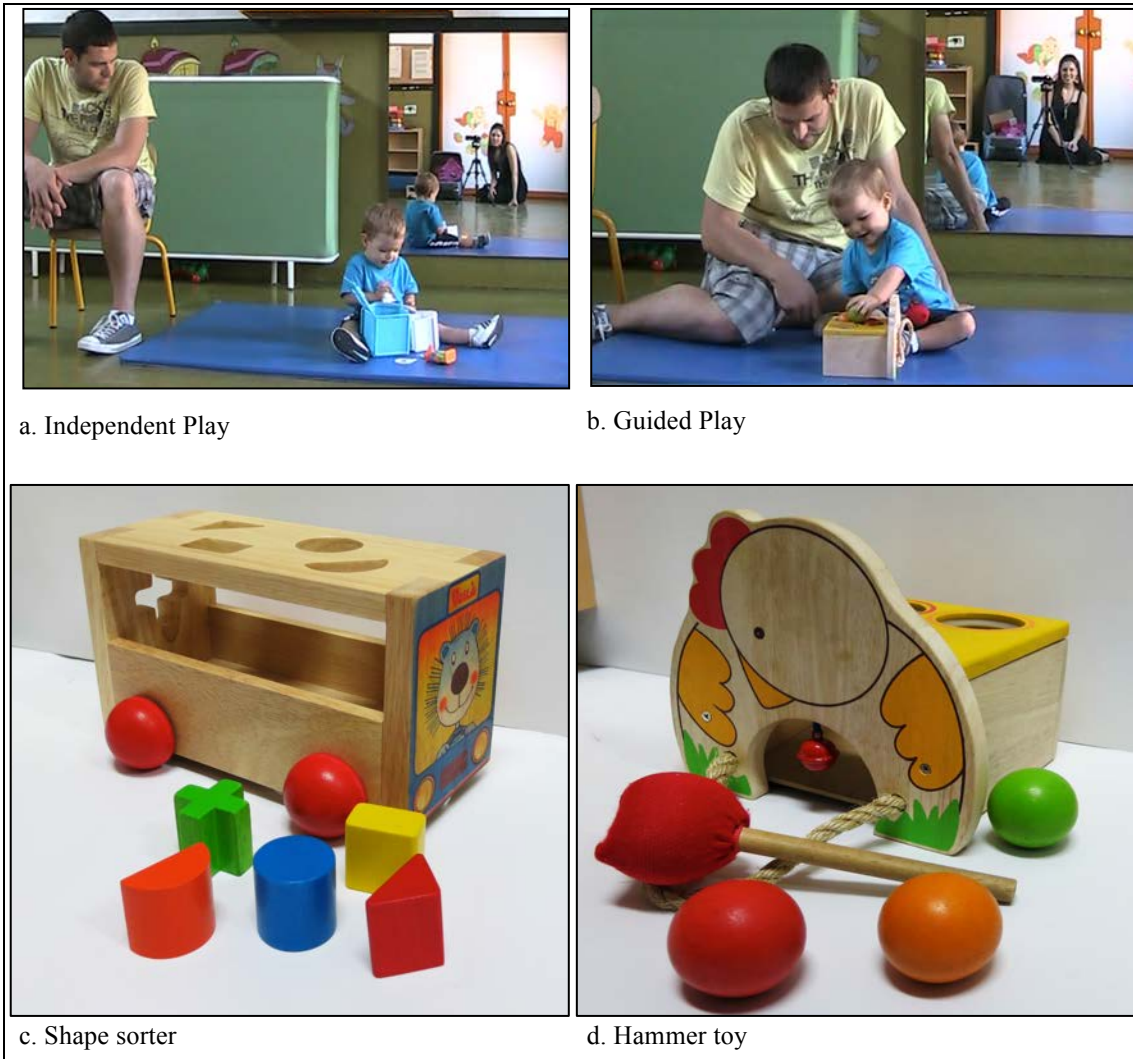 a. Independent Play
b. Guided Play
c. Shape sorter
d. Hammer toy